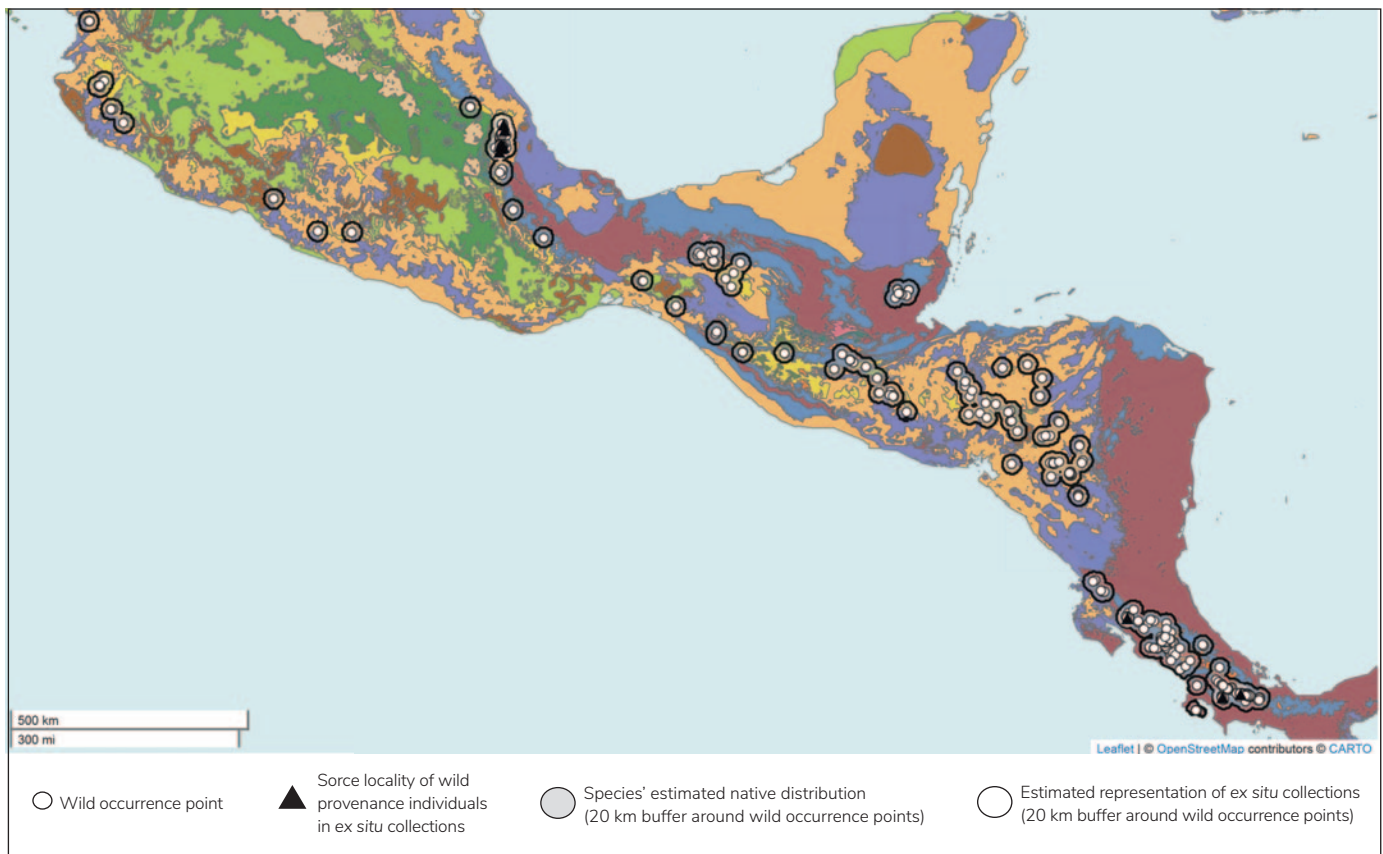 500 km
300 mi
Leaflet | © OpenStreetMap contributors © CARTO
Wild occurrence point
Sorce locality of wild
provenance individuals
in ex situ collections
Species’ estimated native distribution
(20 km buffer around wild occurrence points)
Estimated representation of ex situ collections
(20 km buffer around wild occurrence points)